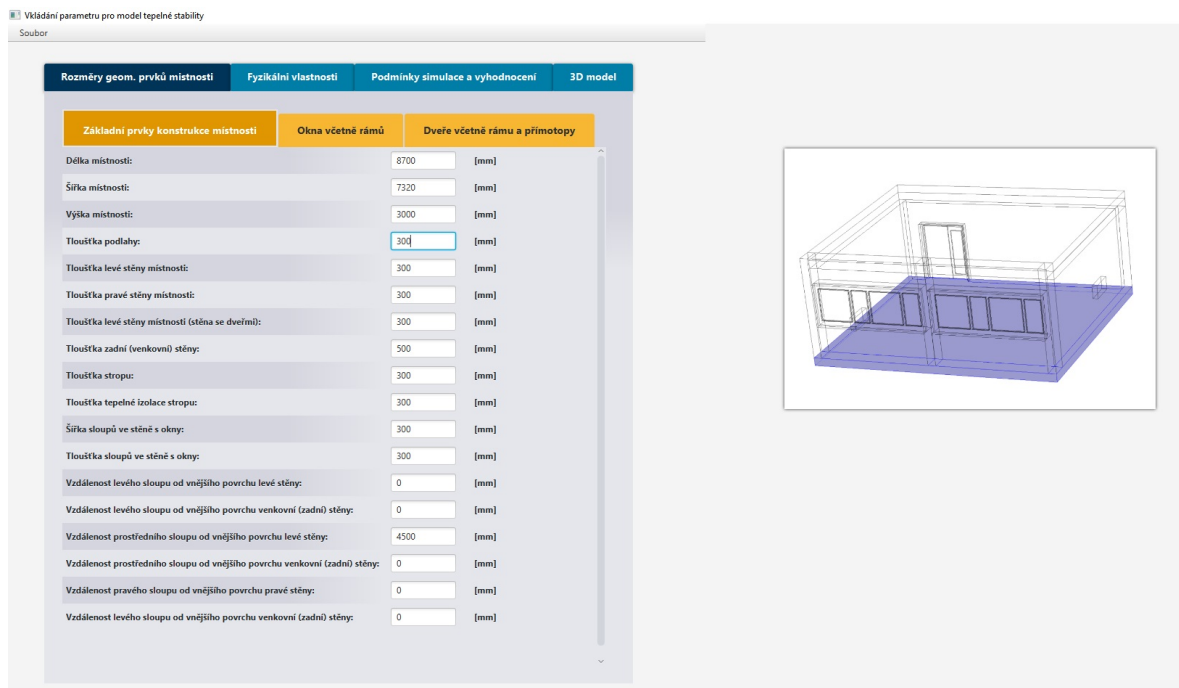 Vkládání parametru pro model tepelné stability
Soubor
Rozměry geom. prvků místnosti Fyzikální vlastnosti Podmínky simulace a vyhodnocení 3D model
Základní prvky konstrukce místnosti Okna včetně rámů Dveře včetně rámu a přímotopy
Délka místnosti: 8700 [mm]
Šířka místnosti: 7320 [mm]
Výška místnosti: 3000 [mm]
Tloušťka podlahy: 300 [mm]
Tloušťka levé stěny místnosti: 300 [mm]
Tloušťka pravé stěny místnosti: 300 [mm]
Tloušťka levé stěny místnosti (stěna se dveřmi): 300 [mm]
Tloušťka zadní (venkovní) stěny: 500 [mm]
Tloušťka stropu: 300 [mm]
Tloušťka tepelné izolace stropu: 300 [mm]
Šířka sloupů ve stěně s okny: 300 [mm]
Tloušťka sloupů ve stěně s okny: 300 [mm]
Vzdálenost levého sloupu od vnějšího povrchu levé stěny: 0 [mm]
Vzdálenost levého sloupu od vnějšího povrchu venkovní (zadní) stěny: 0 [mm]
Vzdálenost prostředního sloupu od vnějšího povrchu levé stěny: 4500 [mm]
Vzdálenost prostředního sloupu od vnějšího povrchu venkovní (zadní) stěny: 0 [mm]
Vzdálenost pravého sloupu od vnějšího povrchu pravé stěny: 0 [mm]
Vzdálenost levého sloupu od vnějšího povrchu venkovní (zadní) stěny: 0 [mm]